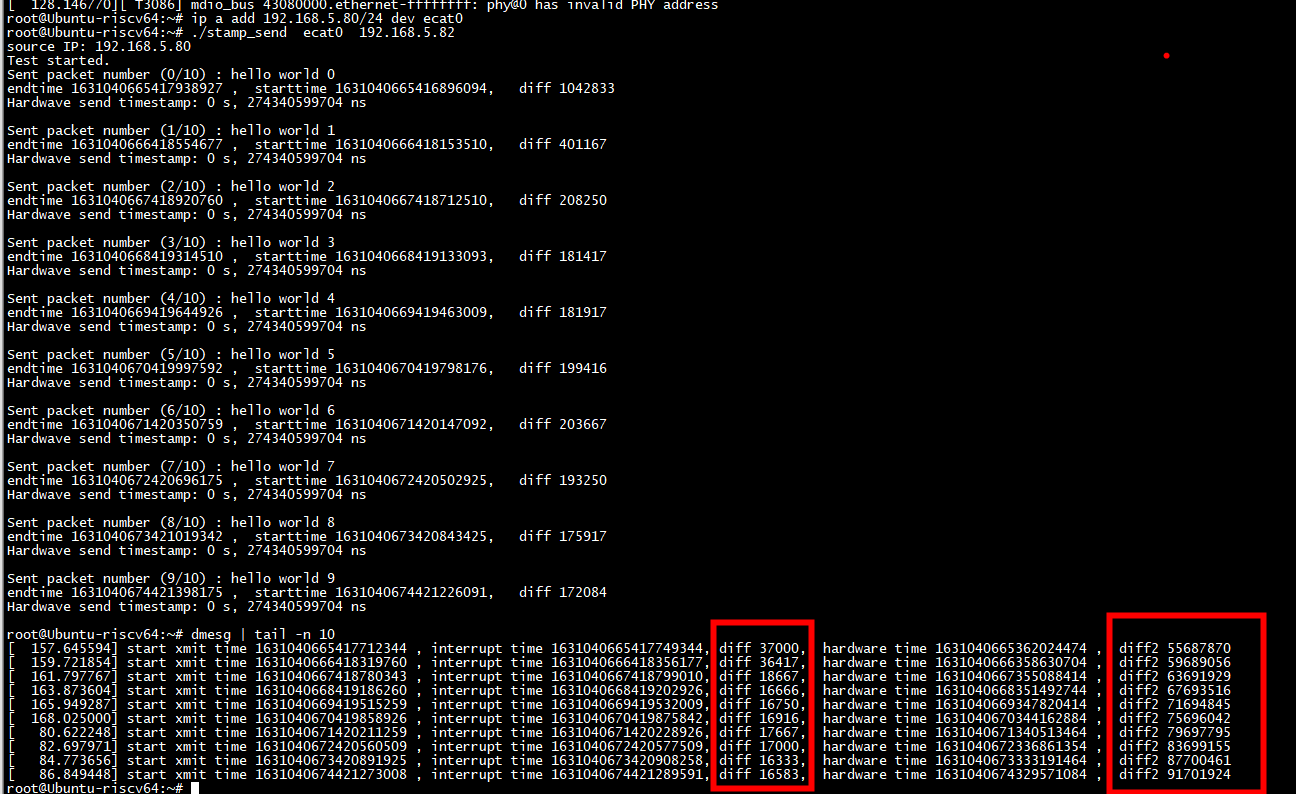 [  128.146770][ T3086] mdio_bus 43080000.ethernet-ffffffff: phy@0 has invalid PHY address
root@Ubuntu-riscv64:~# ip a add 192.168.5.80/24 dev ecat0
root@Ubuntu-riscv64:~# ./stamp_send  ecat0  192.168.5.82
source IP: 192.168.5.80
Test started.
Sent packet number (0/10) : hello world 0
endtime 1631040665417938927 ,  starttime 1631040665416896094,   diff 1042833
Hardwave send timestamp: 0 s, 274340599704 ns
Sent packet number (1/10) : hello world 1
endtime 1631040666418554677 ,  starttime 1631040666418153510,   diff 401167
Hardwave send timestamp: 0 s, 274340599704 ns
Sent packet number (2/10) : hello world 2
endtime 1631040667418920760 ,  starttime 1631040667418712510,   diff 208250
Hardwave send timestamp: 0 s, 274340599704 ns
Sent packet number (3/10) : hello world 3
endtime 1631040668419314510 ,  starttime 1631040668419133093,   diff 181417
Hardwave send timestamp: 0 s, 274340599704 ns
Sent packet number (4/10) : hello world 4
endtime 1631040669419644926 ,  starttime 1631040669419463009,   diff 181917
Hardwave send timestamp: 0 s, 274340599704 ns
Sent packet number (5/10) : hello world 5
endtime 1631040670419997592 ,  starttime 1631040670419798176,   diff 199416
Hardwave send timestamp: 0 s, 274340599704 ns
Sent packet number (6/10) : hello world 6
endtime 1631040671420350759 ,  starttime 1631040671420147092,   diff 203667
Hardwave send timestamp: 0 s, 274340599704 ns
Sent packet number (7/10) : hello world 7
endtime 1631040672420696175 ,  starttime 1631040672420502925,   diff 193250
Hardwave send timestamp: 0 s, 274340599704 ns
Sent packet number (8/10) : hello world 8
endtime 1631040673421019342 ,  starttime 1631040673420843425,   diff 175917
Hardwave send timestamp: 0 s, 274340599704 ns
Sent packet number (9/10) : hello world 9
endtime 1631040674421398175 ,  starttime 1631040674421226091,   diff 172084
Hardwave send timestamp: 0 s, 274340599704 ns
root@Ubuntu-riscv64:~# dmesg | tail -n 10
[  157.645594] start xmit time 1631040665417712344 , interrupt time 1631040665417749344, diff 37000,  hardware time 1631040665362024474 ,  diff2 55687870
[  159.721854] start xmit time 1631040666418319760 , interrupt time 1631040666418356177, diff 36417,  hardware time 1631040666358630704 ,  diff2 59689056
[  161.797767] start xmit time 1631040667418780343 , interrupt time 1631040667418799010, diff 18667,  hardware time 1631040667355088414 ,  diff2 63691929
[  163.873604] start xmit time 1631040668419186260 , interrupt time 1631040668419202926, diff 16666,  hardware time 1631040668351492744 ,  diff2 67693516
[  165.949287] start xmit time 1631040669419515259 , interrupt time 1631040669419532009, diff 16750,  hardware time 1631040669347820414 ,  diff2 71694845
[  168.025000] start xmit time 1631040670419858926 , interrupt time 1631040670419875842, diff 16916,  hardware time 1631040670344162884 ,  diff2 75696042
[   80.622248] start xmit time 1631040671420211259 , interrupt time 1631040671420228926, diff 17667,  hardware time 1631040671340513464 ,  diff2 79697795
[   82.697971] start xmit time 1631040672420560509 , interrupt time 1631040672420577509, diff 17000,  hardware time 1631040672336861354 ,  diff2 83699155
[   84.773656] start xmit time 1631040673420891925 , interrupt time 1631040673420908258, diff 16333,  hardware time 1631040673333191464 ,  diff2 87700461
[   86.849448] start xmit time 1631040674421273008 , interrupt time 1631040674421289591, diff 16583,  hardware time 1631040674329571084 ,  diff2 91701924
root@Ubuntu-riscv64:~#